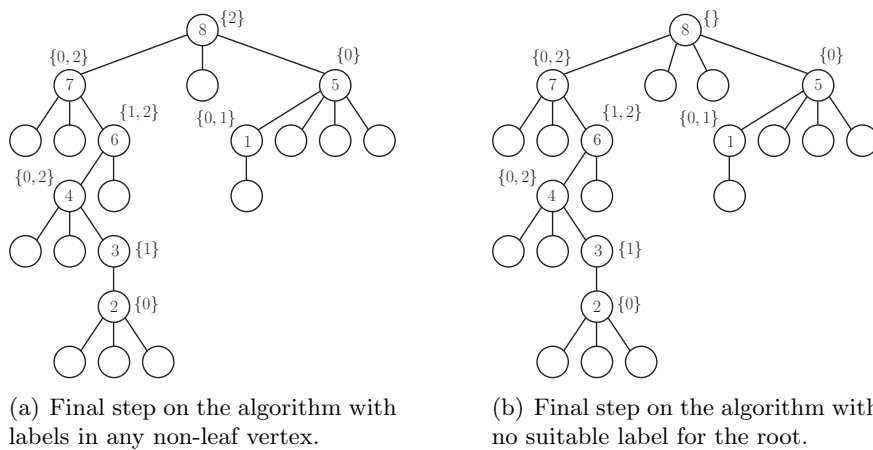 {2} {}
8 8
{0, 2} {0} {0, 2} {0}
7 5 7 5
{1, 2} {0, 1} {1, 2} {0, 1}
6 1 6 1
{0, 2} {0, 2}
4 4
3 {1} 3 {1}
2 {0} 2 {0}
(a) Final step on the algorithm with
labels in any non-leaf vertex.
(b) Final step on the algorithm with
no suitable label for the root.